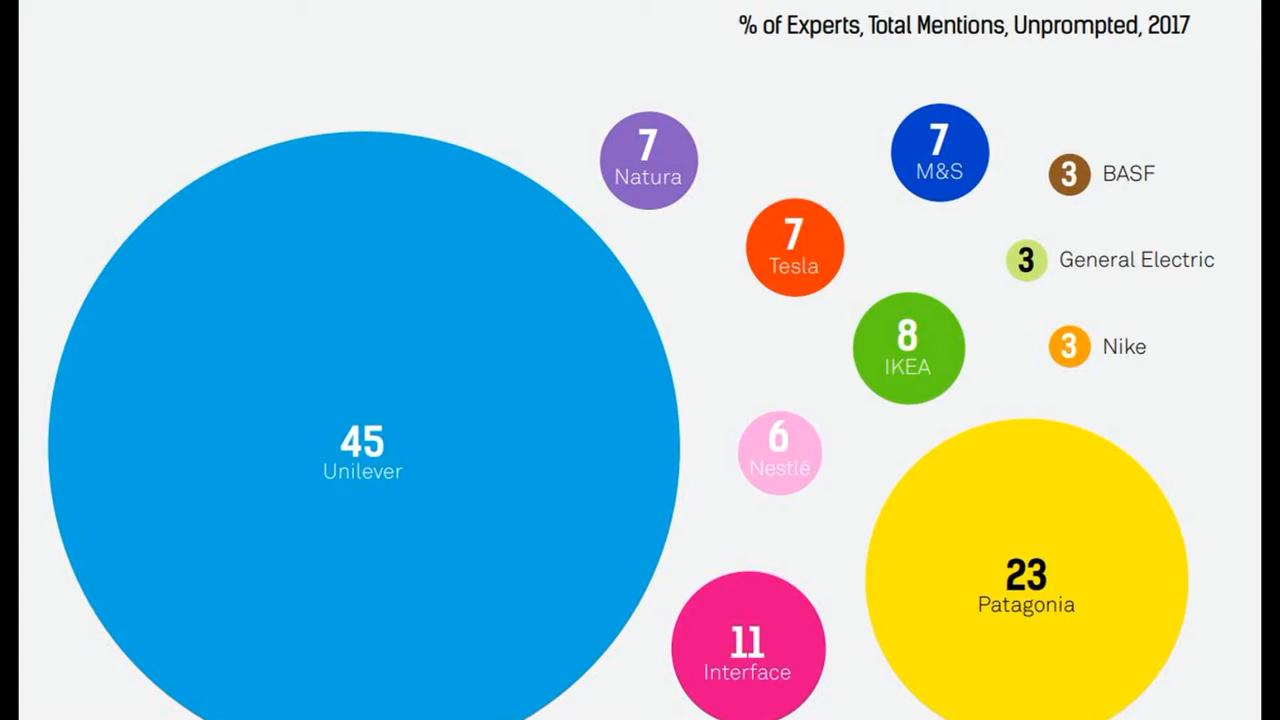 % of Experts, Total Mentions, Unprompted, 2017
7
Natura
7
M&S
3 BASF
7
Tesla
3 General Electric
8
IKEA
3 Nike
45
Unilever
6
Nestlé
23
Patagonia
11
Interface